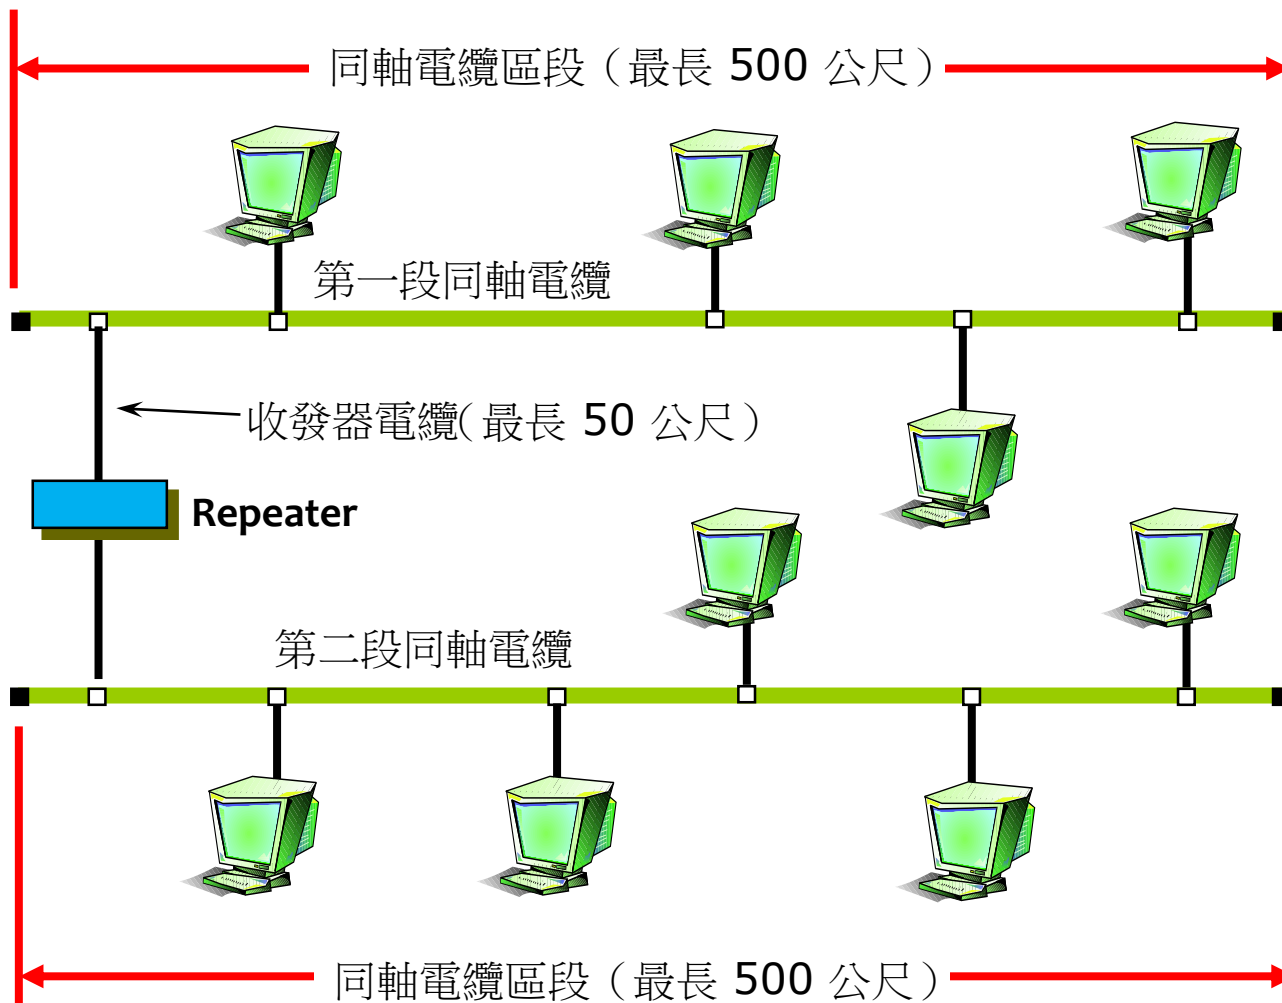 同軸電纜區段（最長 500 公尺）
第一段同軸電纜
收發器電纜（最長 50 公尺）
Repeater
第二段同軸電纜
同軸電纜區段（最長 500 公尺）